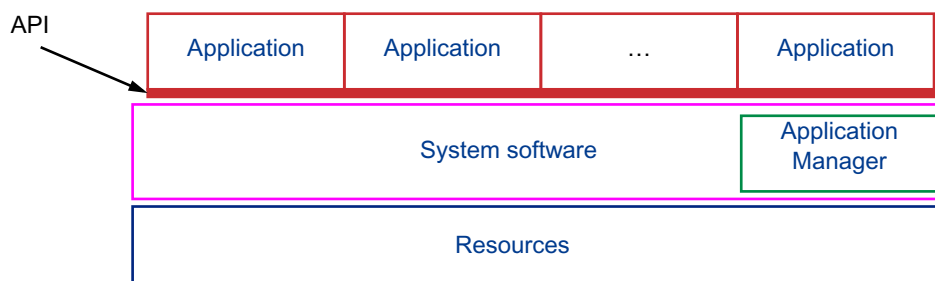 API
Application
Application
...
Application
System software
Application
Manager
Resources